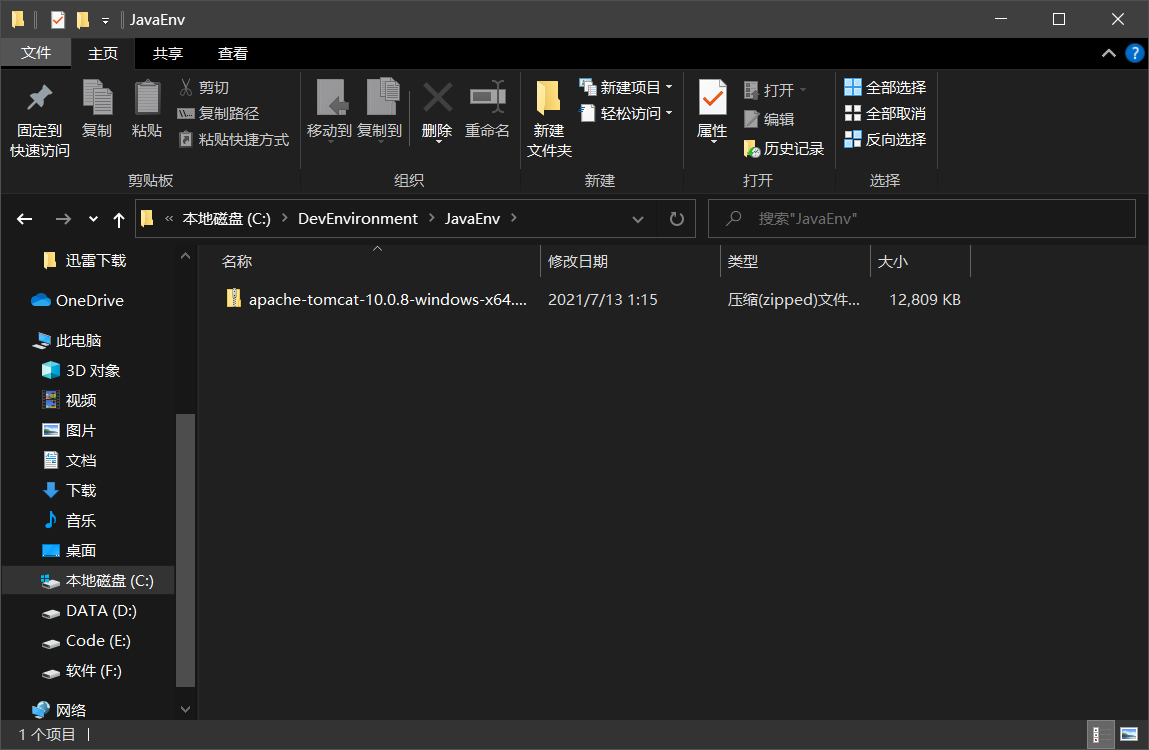 JavaEnv
文件 主页 共享 查看
固定到
快速访问
复制
粘贴
剪切
复制路径
粘贴快捷方式
剪贴板
移动到
复制到
删除
重命名
组织
新建
文件夹
新建项目
轻松访问
新建
属性
打开
编辑
历史记录
打开
全部选择
全部取消
反向选择
选择
« 本地磁盘 (C:) > DevEnvironment > JavaEnv >
搜索"JavaEnv"
迅雷下载
OneDrive
此电脑
3D 对象
视频
图片
文档
下载
音乐
桌面
本地磁盘 (C:)
DATA (D:)
Code (E:)
软件 (F:)
网络
名称 修改日期 类型 大小
apache-tomcat-10.0.8-windows-x64.... 2021/7/13 1:15 压缩(zipped)文件... 12,809 KB
1 个项目